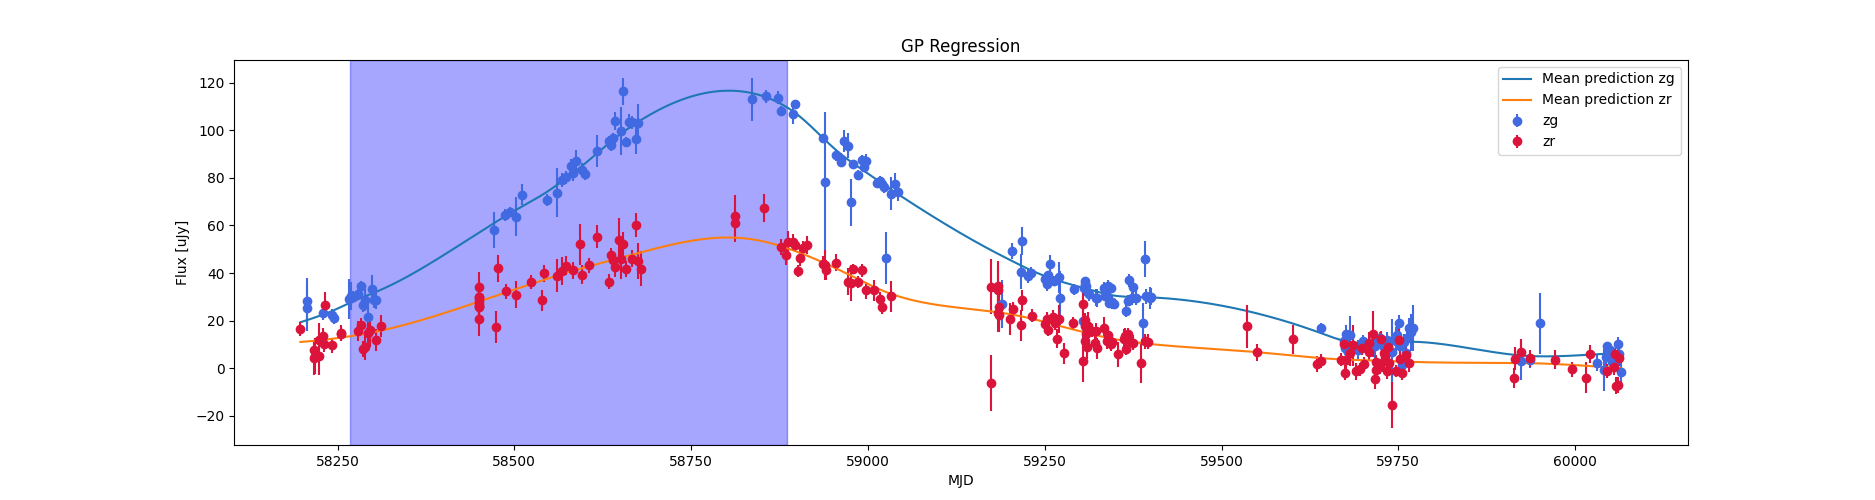 GP Regression
Flux [uJy]
120
100
80
60
40
20
0
−20
Mean prediction zg
Mean prediction zr
zg
zr
58250 58500 58750 59000 59250 59500 59750 60000
MJD